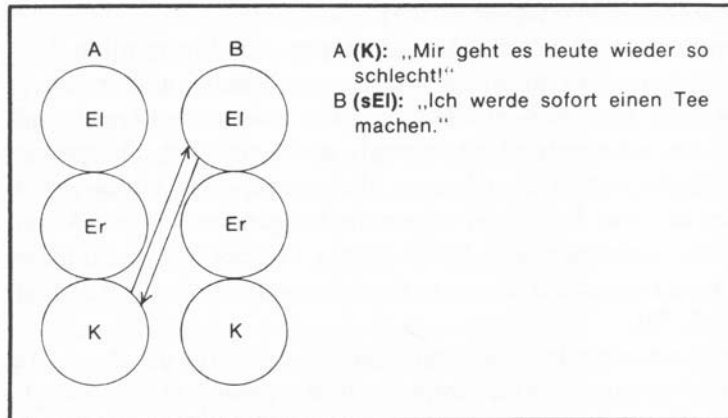 A B
El El
Er Er
K K
A (K): „Mir geht es heute wieder so
schlecht!“
B (sEl): „Ich werde sofort einen Tee
machen.“